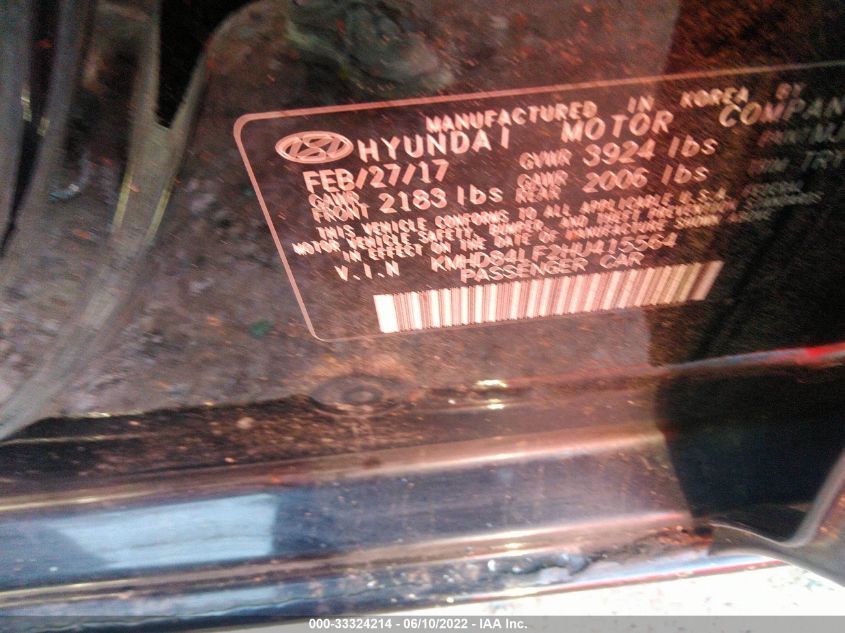 MANUFACTURED IN KOREA BY
HYUNDAI MOTOR COMPAN
FEB/27/17 GVWR 3924 lbs
GAWR FRONT 2183 lbs GAWR REAR 2006 lbs
THIS VEHICLE CONFORMS TO ALL APPLICABLE U.S.A. FEDERAL
MOTOR VEHICLE SAFETY, BUMPER, AND THEFT PREVENTION STANDARDS
IN EFFECT ON THE DATE OF MANUFACTURE SHOWN ABOVE
V.I.N KMHD84LF2HU415564
PASSENGER CAR
000-33324214 - 06/10/2022 - IAA Inc.